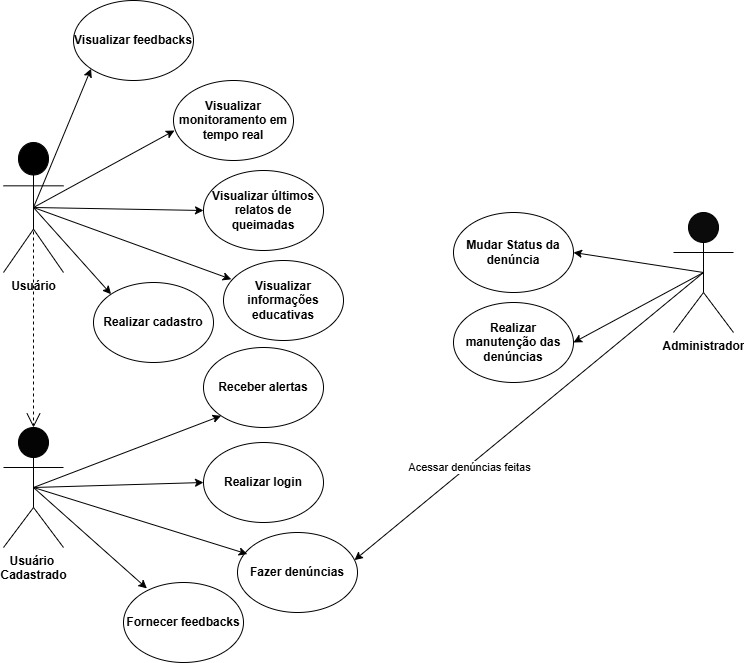 Visualizar feedbacks
Visualizar
monitoramento em
tempo real
Visualizar últimos
relatos de
queimadas
Usuário
Visualizar
informações
educativas
Realizar cadastro
Mudar Status da
denúncia
Realizar
manutenção das
denúncias
Administrador
Receber alertas
Acessar denúncias feitas
Realizar login
Usuário
Cadastrado
Fazer denúncias
Fornecer feedbacks